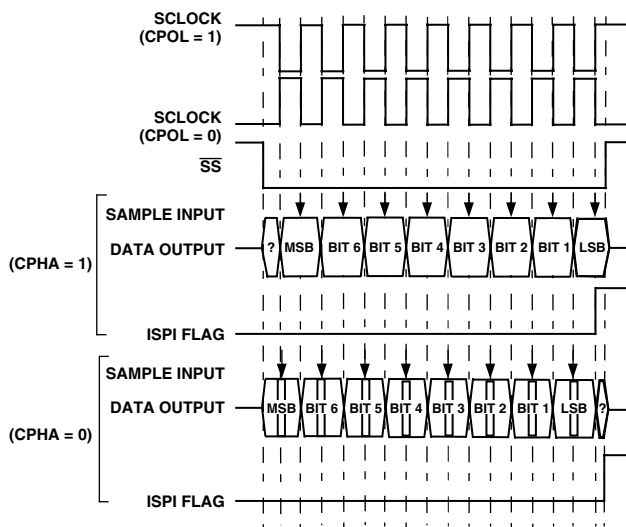 SCLOCK
(CPOL = 1)
SCLOCK
(CPOL = 0)
SS
SAMPLE INPUT
DATA OUTPUT
? MSB BIT 6 BIT 5 BIT 4 BIT 3 BIT 2 BIT 1 LSB
(CPHA = 1)
ISPI FLAG
SAMPLE INPUT
DATA OUTPUT
MSB BIT 6 BIT 5 BIT 4 BIT 3 BIT 2 BIT 1 LSB ?
(CPHA = 0)
ISPI FLAG